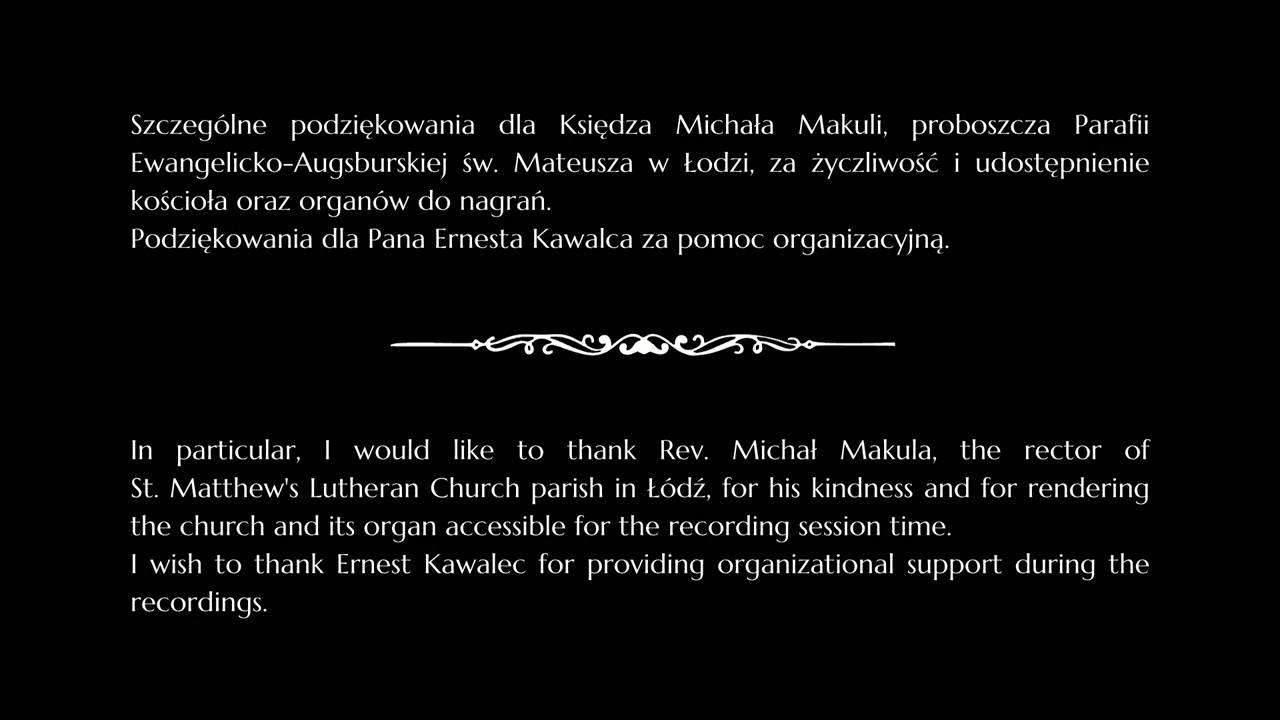 Szczególne podziękowania dla Księdza Michała Makuli, proboszcza Parafii
Ewangelicko-Augsburskiej św. Mateusza w Łodzi, za życzliwość i udostępnienie
kościoła oraz organów do nagrań.
Podziękowania dla Pana Ernesta Kawalca za pomoc organizacyjną.
In particular, I would like to thank Rev. Michał Makula, the rector of
St. Matthew's Lutheran Church parish in Łódź, for his kindness and for rendering
the church and its organ accessible for the recording session time.
I wish to thank Ernest Kawalec for providing organizational support during the
recordings.